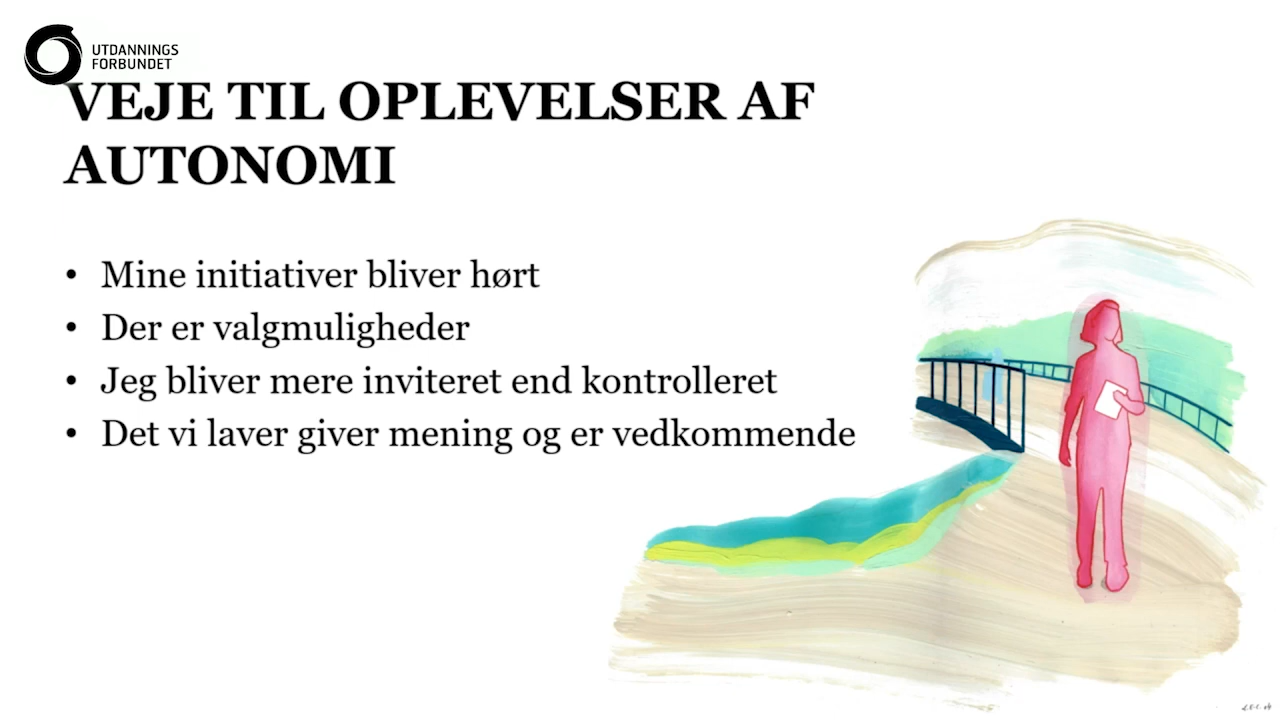 UTDANNINGS
FORBUNDET
VEJE TIL OPLEVELSER AF
AUTONOMI
• Mine initiativer bliver hørt
• Der er valgmuligheder
• Jeg bliver mere inviteret end kontrolleret
• Det vi laver giver mening og er vedkommende